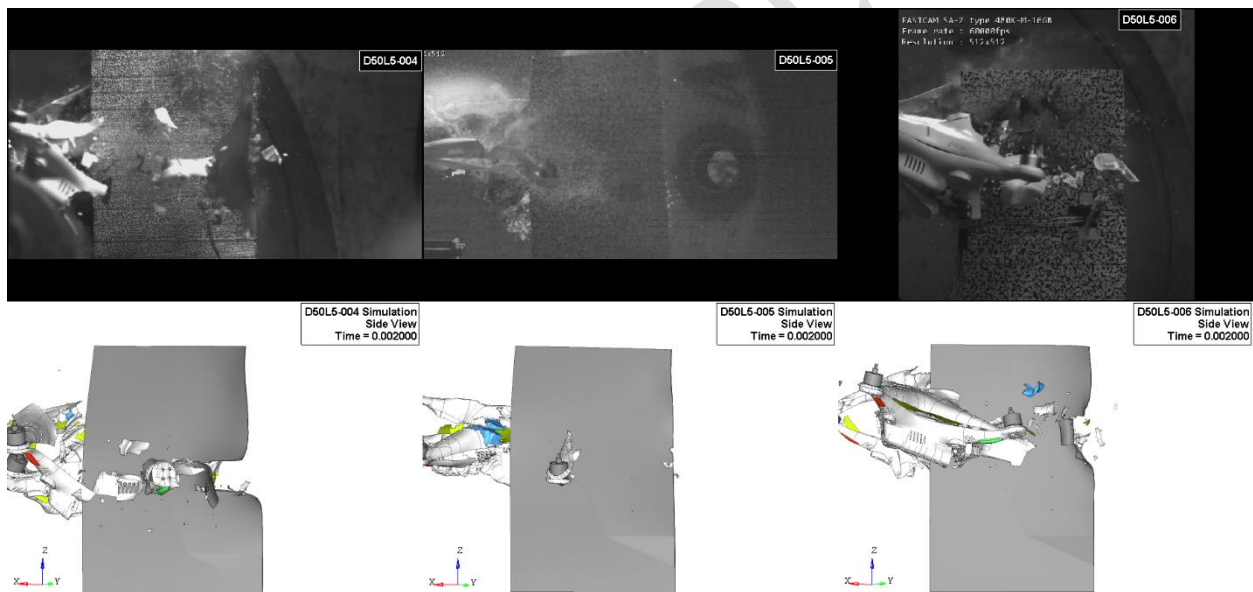 D50L5-004
x512
D50L5-005
FASTCAM SA-Z type 480K-M-16GB
Frame rate : 60000fps
Resolution : 512x512
D50L5-006
D50L5-004 Simulation
Side View
Time = 0.002000
D50L5-005 Simulation
Side View
Time = 0.002000
D50L5-006 Simulation
Side View
Time = 0.002000
Z
X Y
Z
X Y
Z
X Y